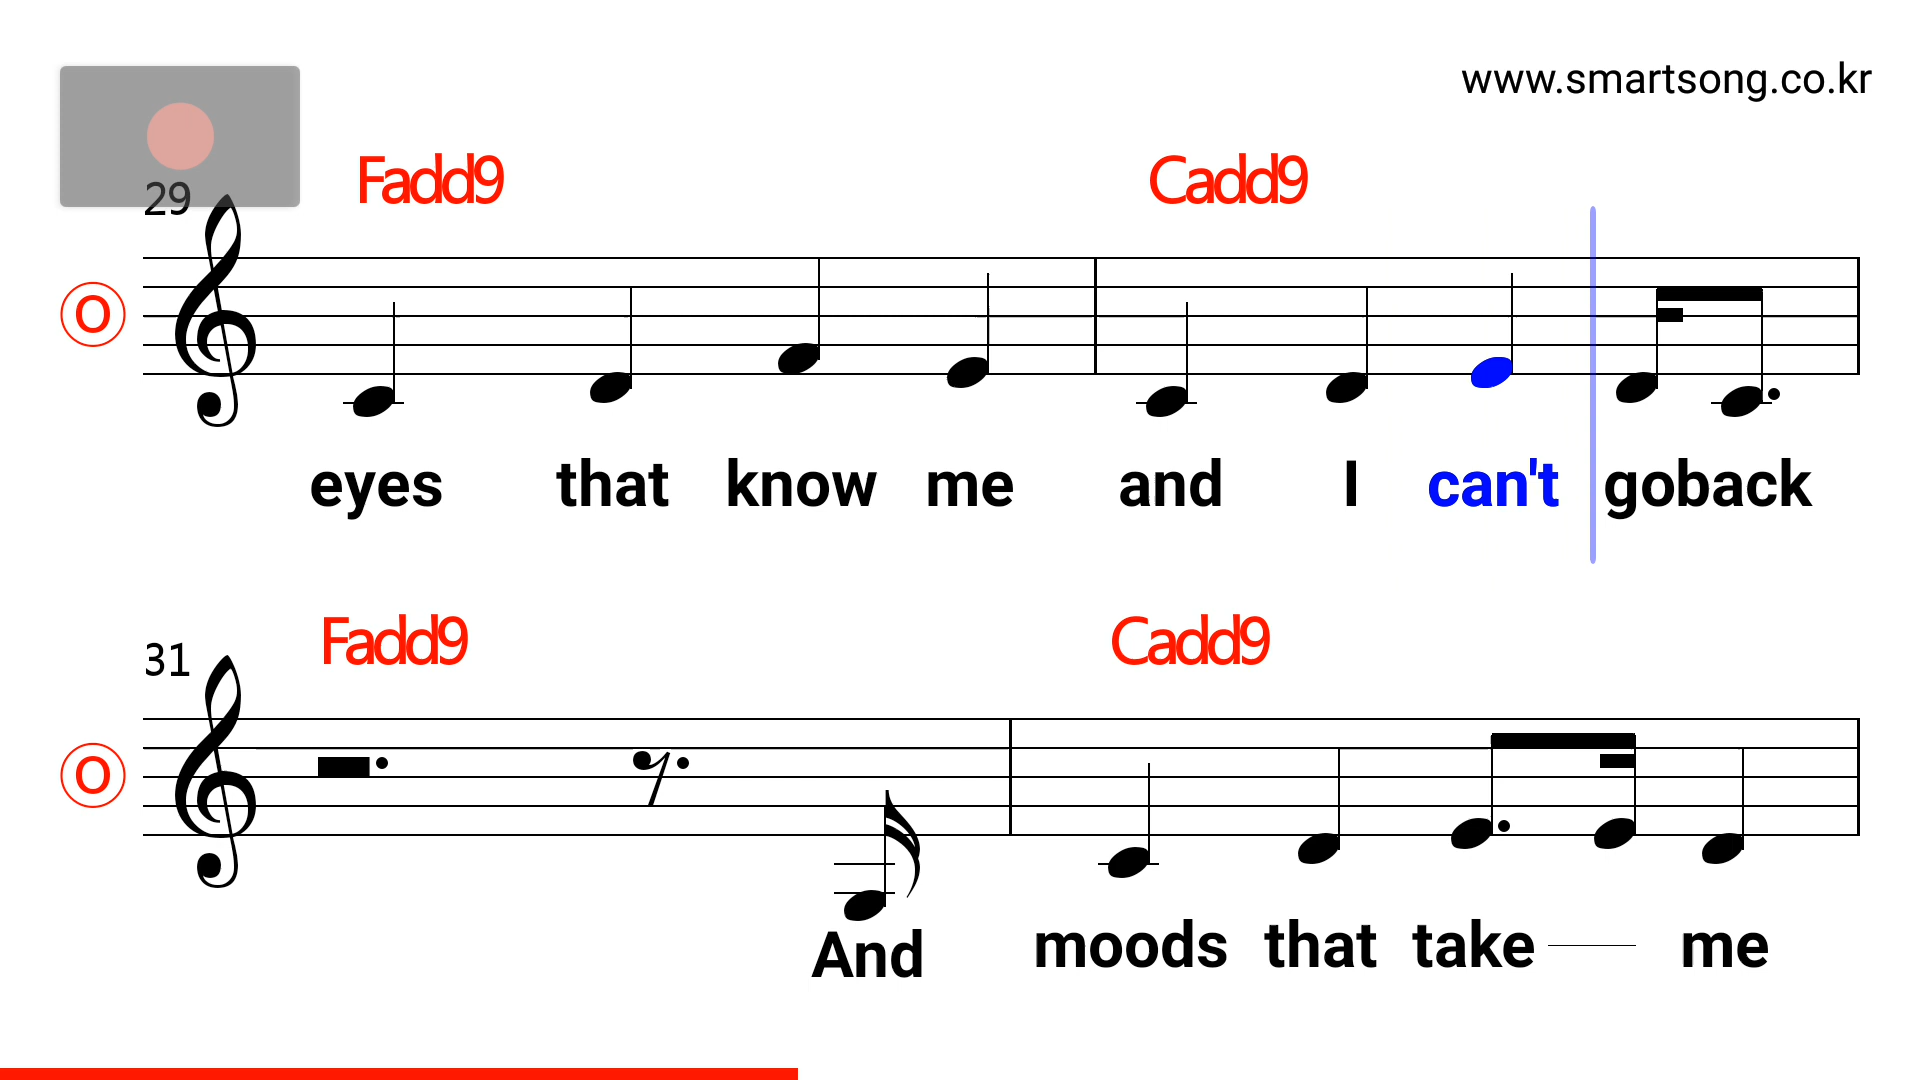 www.smartsong.co.kr
Fadd9 Cadd9
29
O
eyes that know me and I can't goback
Fadd9 Cadd9
31
O
And moods that take me